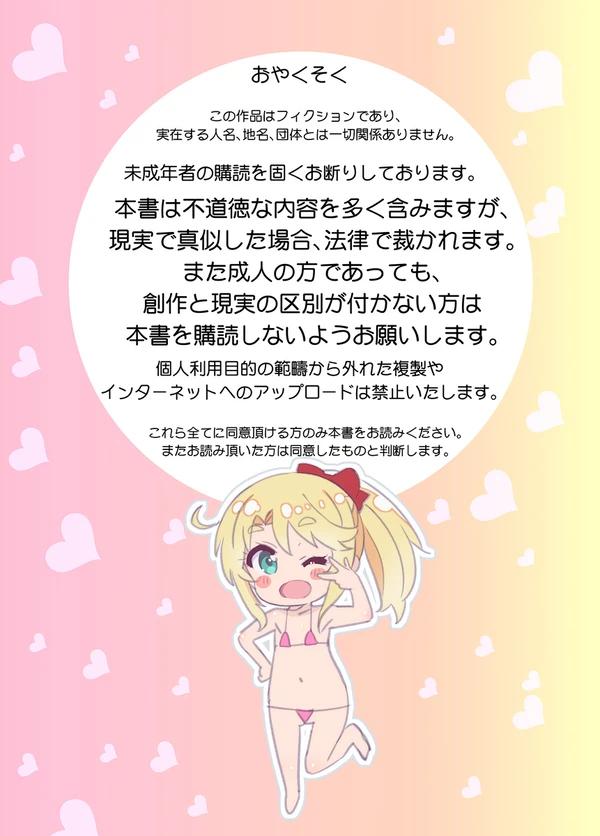 おやくそく
この作品はフィクションであり、
実在する人名、地名、団体とは一切関係ありません。
未成年者の購読を固くお断りしております。
本書は不道徳な内容を多く含みますが、
現実で真似した場合、法律で裁かれます。
また成人の方であっても、
創作と現実の区別が付かない方は
本書を購読しないようお願いします。
個人利用目的の範疇から外れた複製や
インターネットへのアップロードは禁止いたします。
これら全てに同意頂ける方のみ本書をお読みください。
またお読み頂いた方は同意したものと判断します。